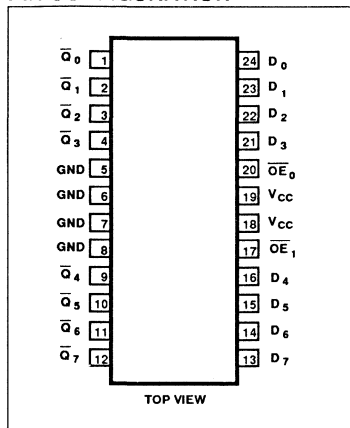 Q̅0 1 24 D0
Q̅1 2 23 D1
Q̅2 3 22 D2
Q̅3 4 21 D3
GND 5 20 O̅E̅0
GND 6 19 VCC
GND 7 18 VCC
GND 8 17 O̅E̅1
Q̅4 9 16 D4
Q̅5 10 15 D5
Q̅6 11 14 D6
Q̅7 12 13 D7
TOP VIEW